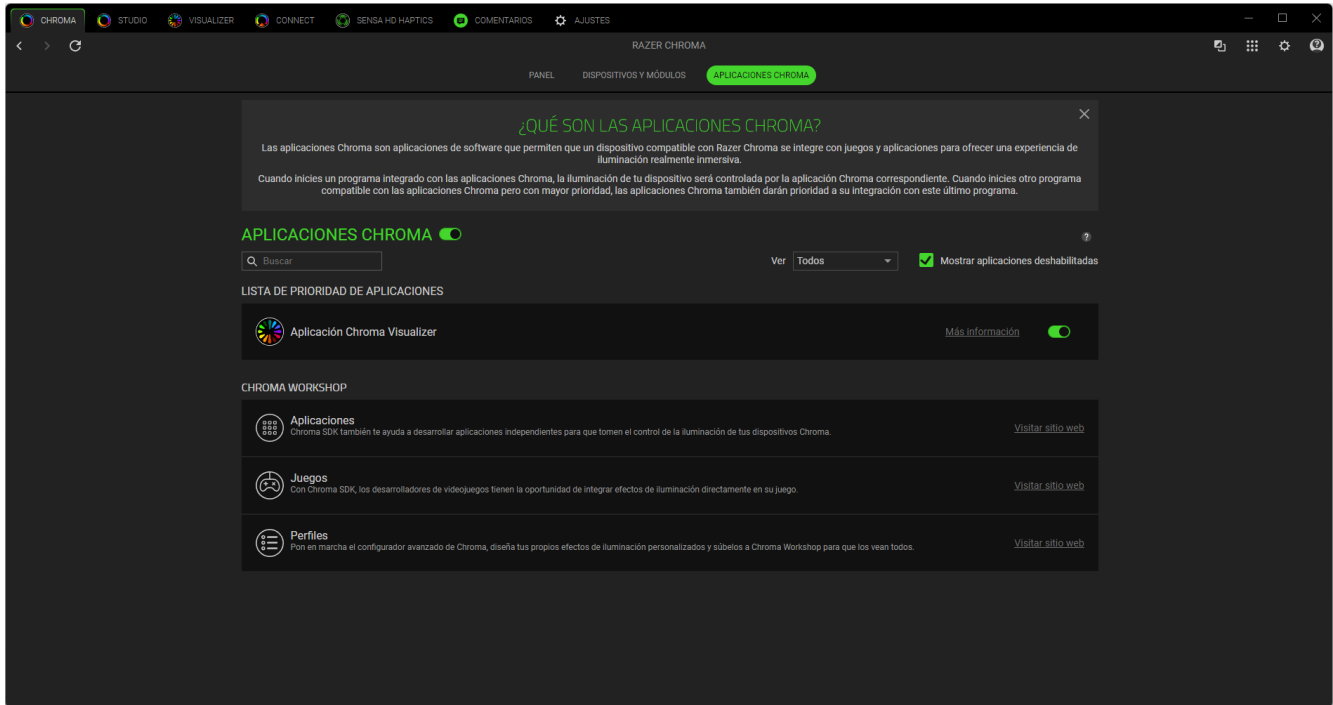 CHROMA STUDIO VISUALIZER CONNECT SENSA HD HAPTICS COMENTARIOS AJUSTES
RAZER CHROMA
PANEL DISPOSITIVOS Y MÓDULOS APLICACIONES CHROMA
¿QUÉ SON LAS APLICACIONES CHROMA?
Las aplicaciones Chroma son aplicaciones de software que permiten que un dispositivo compatible con Razer Chroma se integre con juegos y aplicaciones para ofrecer una experiencia de
iluminación realmente inmersiva.
Cuando inicies un programa integrado con las aplicaciones Chroma, la iluminación de tu dispositivo será controlada por la aplicación Chroma correspondiente. Cuando inicies otro programa
compatible con las aplicaciones Chroma pero con mayor prioridad, las aplicaciones Chroma también darán prioridad a su integración con este último programa.
APLICACIONES CHROMA
?
Buscar Ver Todos Mostrar aplicaciones deshabilitadas
LISTA DE PRIORIDAD DE APLICACIONES
Aplicación Chroma Visualizer Más información
CHROMA WORKSHOP
Aplicaciones
Chroma SDK también te ayuda a desarrollar aplicaciones independientes para que tomen el control de la iluminación de tus dispositivos Chroma.
Visitar sitio web
Juegos
Con Chroma SDK, los desarrolladores de videojuegos tienen la oportunidad de integrar efectos de iluminación directamente en su juego.
Visitar sitio web
Perfiles
Pon en marcha el configurador avanzado de Chroma, diseña tus propios efectos de iluminación personalizados y súbelos a Chroma Workshop para que los vean todos.
Visitar sitio web